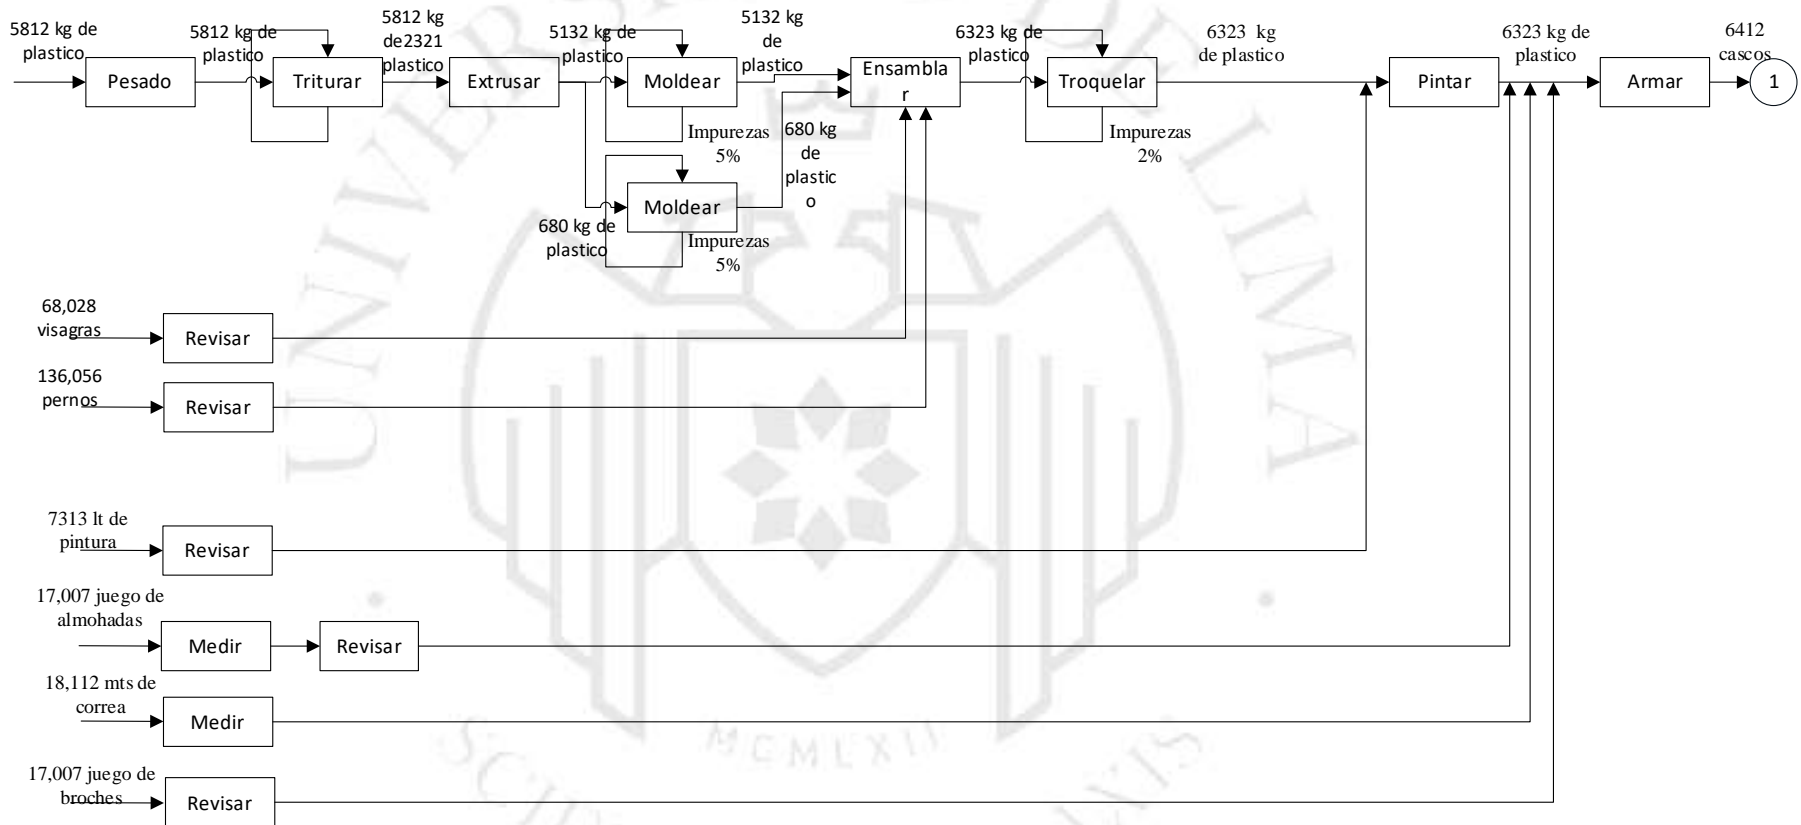 5812 kg de
plastico
Pesado
5812 kg de
plastico
Triturar
5812 kg
de2321
plastico
Extrusar
5132 kg de
plastico
Moldear
Impurezas
5%
5132 kg
de
plastico
680 kg de
plastico
Moldear
Impurezas
5%
680 kg
de
plastic
o
Ensambla
r
6323 kg de
plastico
Troquelar
Impurezas
2%
6323 kg
de plastico
Pintar
6323 kg de
plastico
Armar
6412
cascos
1
68,028
visagras
Revisar
136,056
pernos
Revisar
7313 lt de
pintura
Revisar
17,007 juego de
almohadas
Medir
Revisar
18,112 mts de
correa
Medir
17,007 juego de
broches
Revisar
UNIVERSI
DE LIMA
MCMLXII